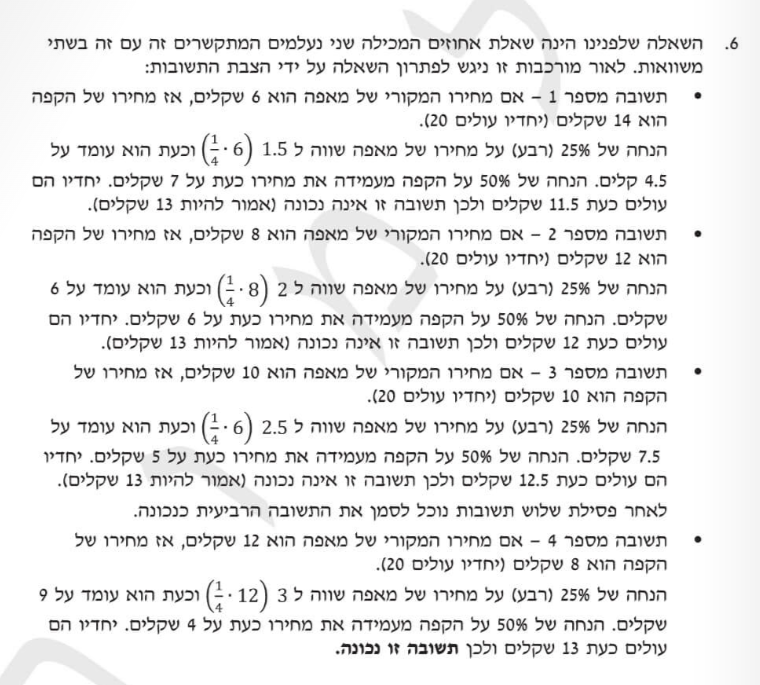 6. השאלה שלפנינו הינה שאלת אחוזים המכילה שני נעלמים המתקשרים זה עם זה בשתי
משוואות. לאור מורכבות זו ניגש לפתרון השאלה על ידי הצבת התשובות:
• תשובה מספר 1 – אם מחירו המקורי של מאפה הוא 6 שקלים, אז מחירו של הקפה
הוא 14 שקלים (יחדיו עולים 20).
הנחה של 25% (רבע) על מחירו של מאפה שווה ל 1.5 (1/4 · 6) וכעת הוא עומד על
4.5 קלים. הנחה של 50% על הקפה מעמידה את מחירו כעת על 7 שקלים. יחדיו הם
עולים כעת 11.5 שקלים ולכן תשובה זו אינה נכונה (אמור להיות 13 שקלים).
• תשובה מספר 2 – אם מחירו המקורי של מאפה הוא 8 שקלים, אז מחירו של הקפה
הוא 12 שקלים (יחדיו עולים 20).
הנחה של 25% (רבע) על מחירו של מאפה שווה ל 2 (1/4 · 8) וכעת הוא עומד על 6
שקלים. הנחה של 50% על הקפה מעמידה את מחירו כעת על 6 שקלים. יחדיו הם
עולים כעת 12 שקלים ולכן תשובה זו אינה נכונה (אמור להיות 13 שקלים).
• תשובה מספר 3 – אם מחירו המקורי של מאפה הוא 10 שקלים, אז מחירו של
הקפה הוא 10 שקלים (יחדיו עולים 20).
הנחה של 25% (רבע) על מחירו של מאפה שווה ל 2.5 (1/4 · 6) וכעת הוא עומד על
7.5 שקלים. הנחה של 50% על הקפה מעמידה את מחירו כעת על 5 שקלים. יחדיו
הם עולים כעת 12.5 שקלים ולכן תשובה זו אינה נכונה (אמור להיות 13 שקלים).
לאחר פסילת שלוש תשובות נוכל לסמן את התשובה הרביעית כנכונה.
• תשובה מספר 4 – אם מחירו המקורי של מאפה הוא 12 שקלים, אז מחירו של
הקפה הוא 8 שקלים (יחדיו עולים 20).
הנחה של 25% (רבע) על מחירו של מאפה שווה ל 3 (1/4 · 12) וכעת הוא עומד על 9
שקלים. הנחה של 50% על הקפה מעמידה את מחירו כעת על 4 שקלים. יחדיו הם
עולים כעת 13 שקלים ולכן תשובה זו נכונה.